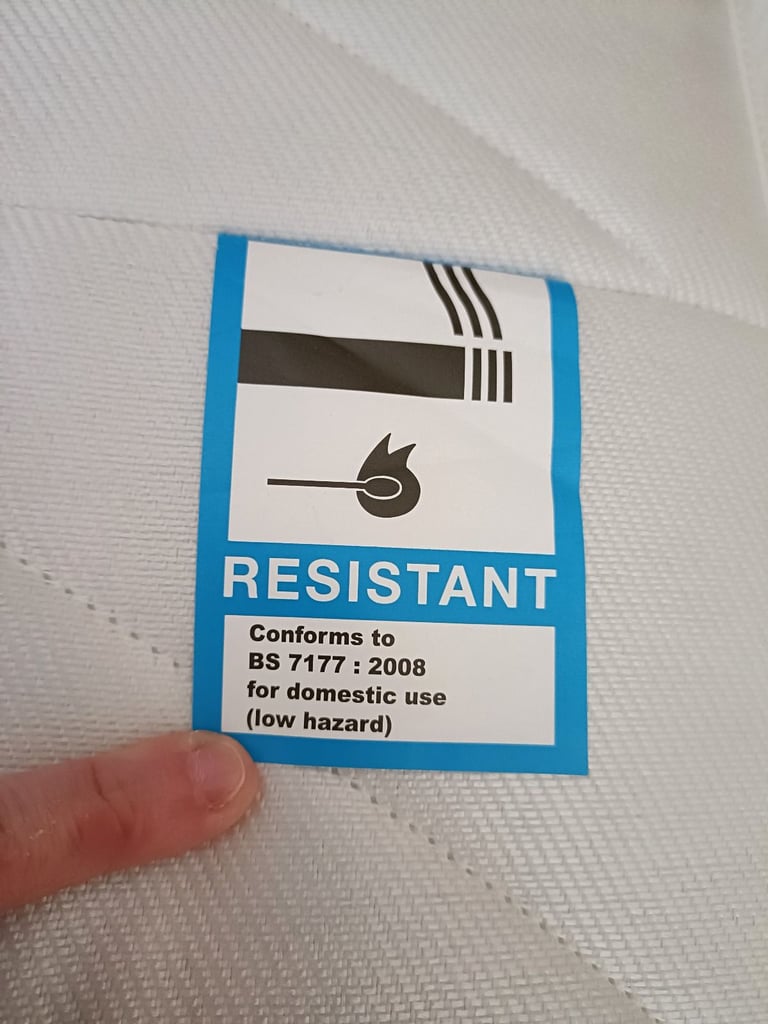 RESISTANT
Conforms to
BS 7177 : 2008
for domestic use
(low hazard)